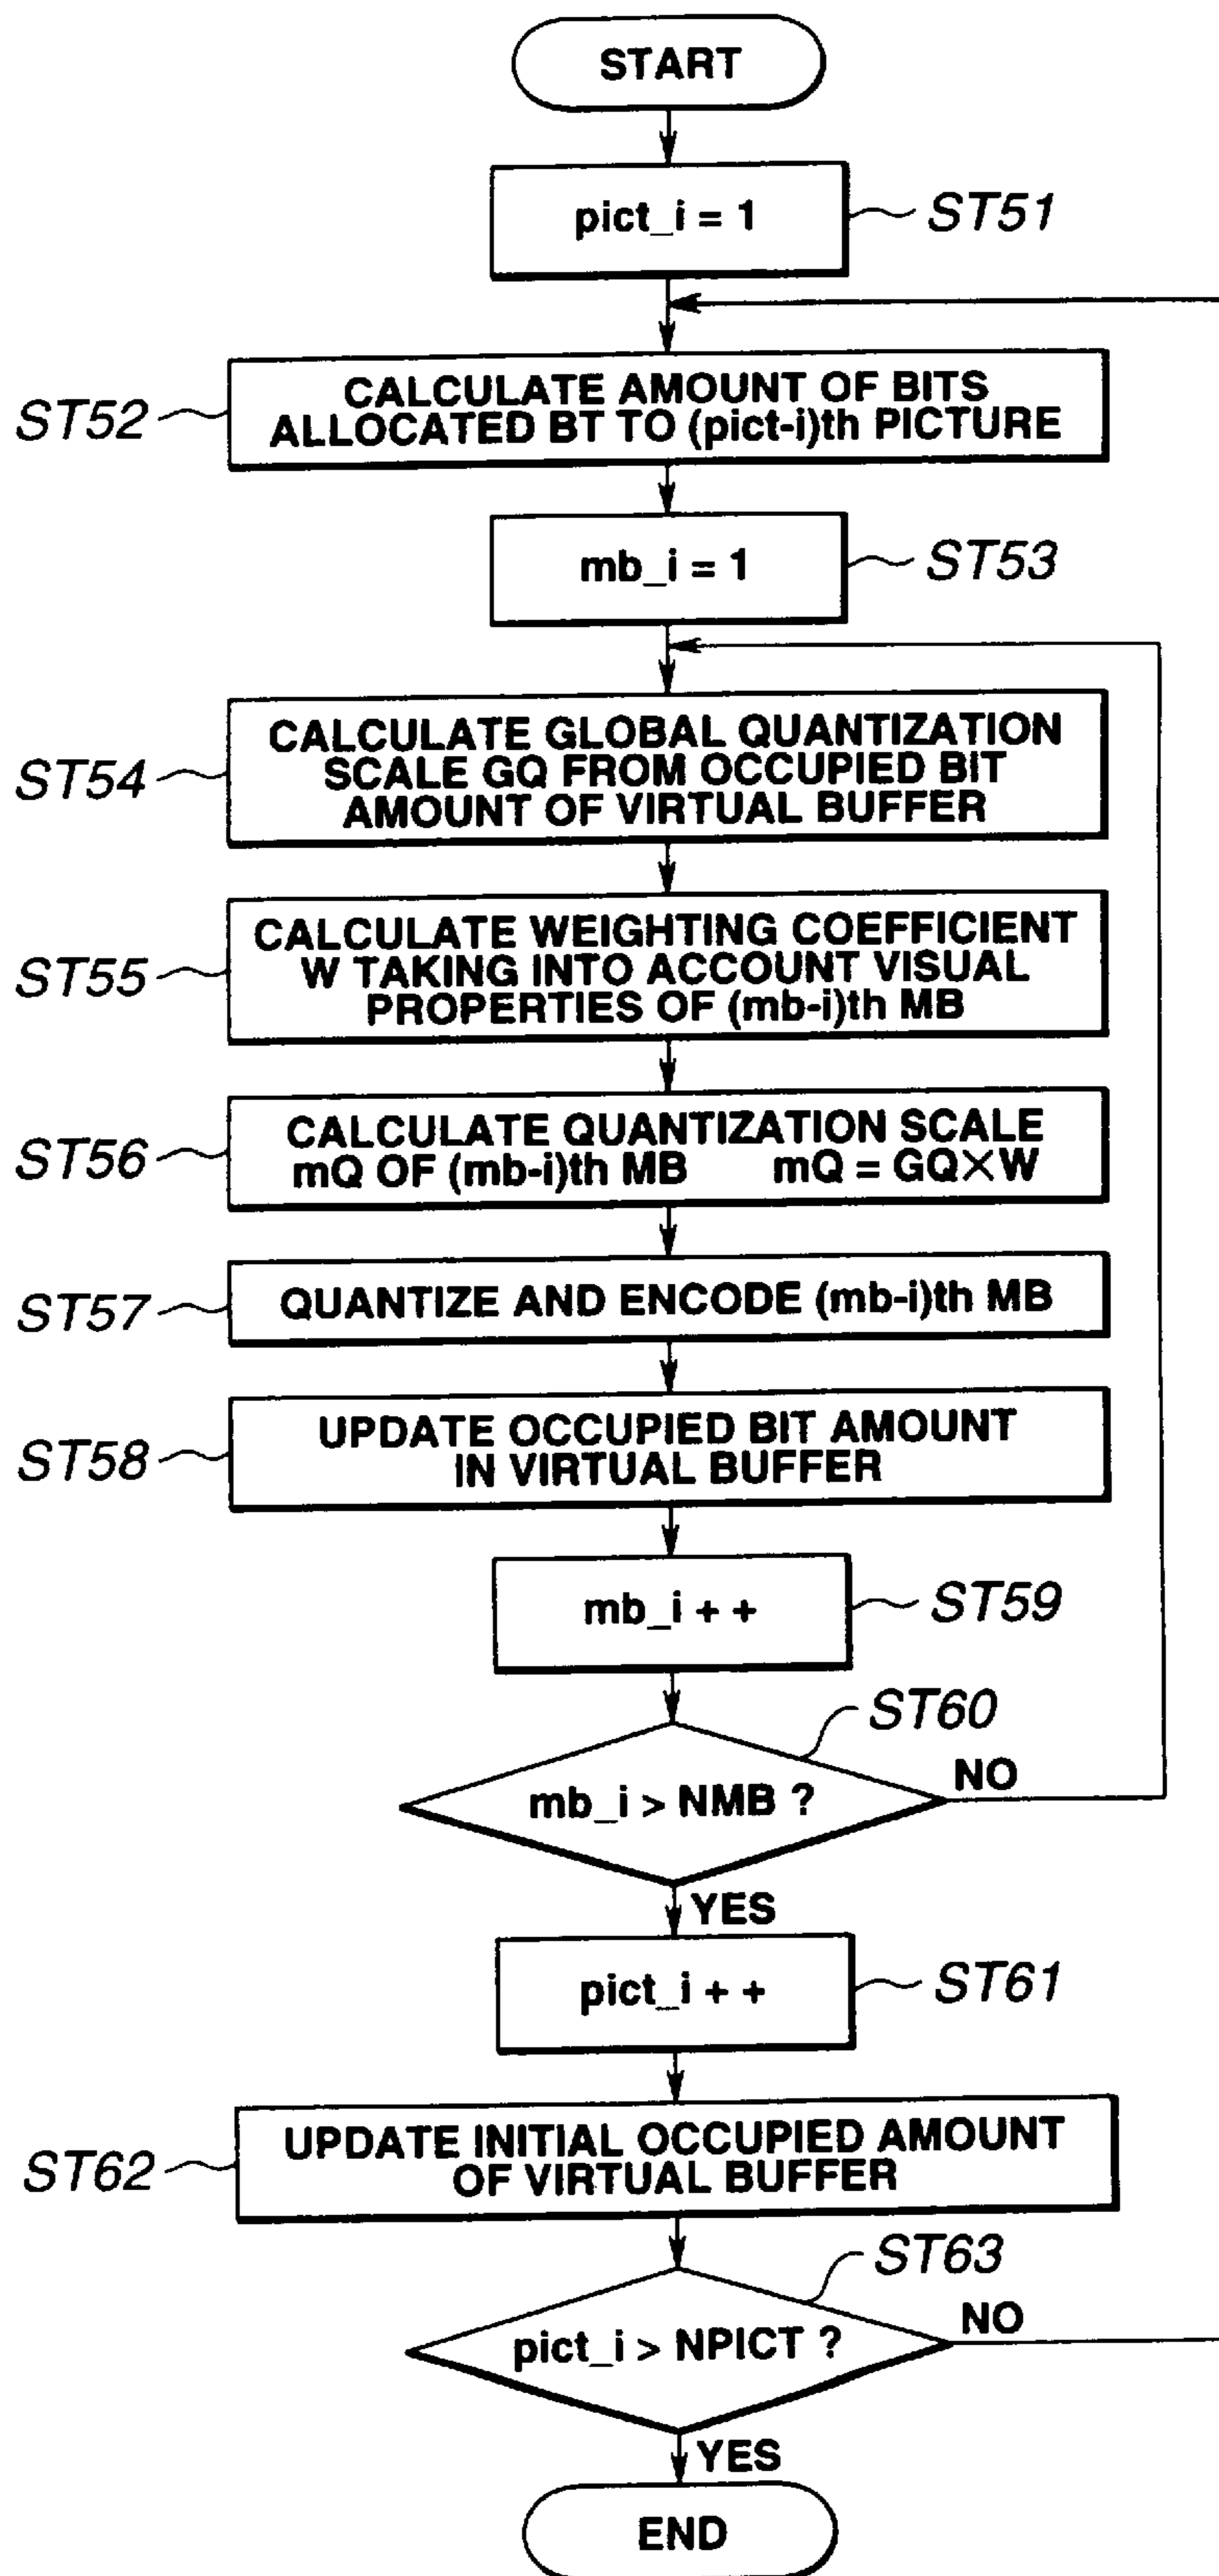 START
pict_i = 1
ST51
CALCULATE AMOUNT OF BITS
ALLOCATED BT TO (pict-i)th PICTURE
ST52
mb_i = 1
ST53
CALCULATE GLOBAL QUANTIZATION
SCALE GQ FROM OCCUPIED BIT
AMOUNT OF VIRTUAL BUFFER
ST54
CALCULATE WEIGHTING COEFFICIENT
W TAKING INTO ACCOUNT VISUAL
PROPERTIES OF (mb-i)th MB
ST55
CALCULATE QUANTIZATION SCALE
mQ OF (mb-i)th MB mQ = GQ×W
ST56
QUANTIZE AND ENCODE (mb-i)th MB
ST57
UPDATE OCCUPIED BIT AMOUNT
IN VIRTUAL BUFFER
ST58
mb_i + +
ST59
ST60
mb_i > NMB ?
NO
YES
pict_i + +
ST61
UPDATE INITIAL OCCUPIED AMOUNT
OF VIRTUAL BUFFER
ST62
ST63
pict_i > NPICT ?
NO
YES
END